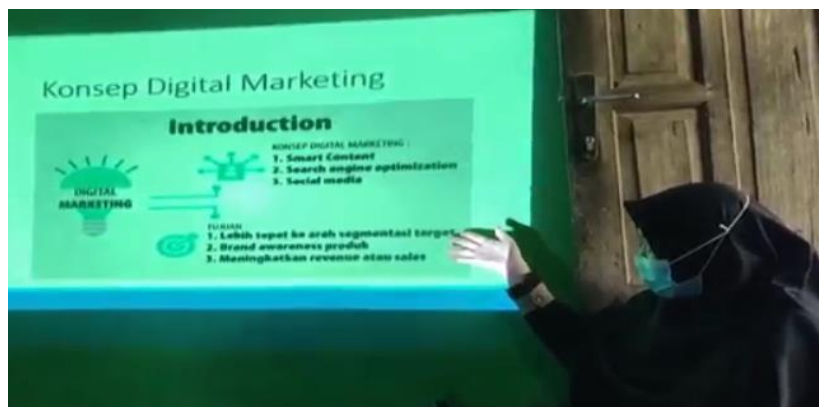 Konsep Digital Marketing
Introduction
KONSEP DIGITAL MARKETING :
1. Smart Content
2. Search engine optimization
3. Social media
DIGITAL
MARKETING
TUJUAN
1. Lebih tepat ke arah segmentasi target
2. Brand awareness produk
3. Meningkatkan revenue atau sales